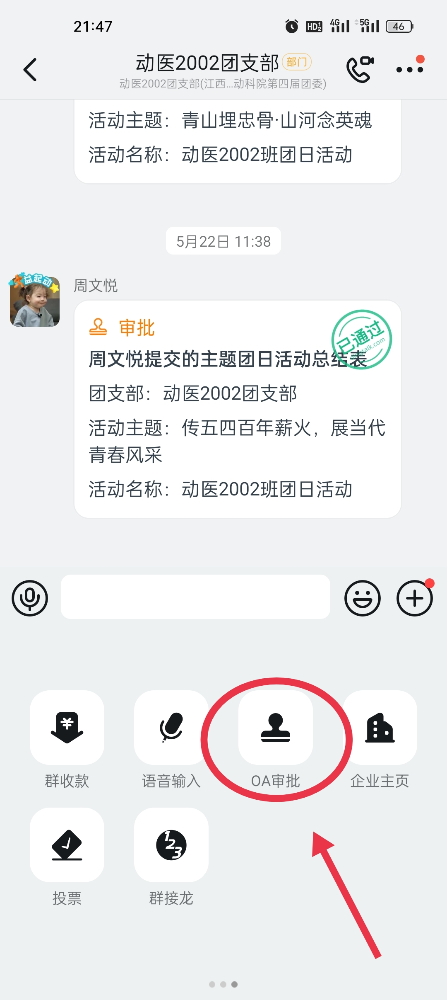 21:47
HD 1 2
4G
5G
46
动医2002团支部
部门
动医2002团支部(江西...动科院第四届团委)
活动主题：青山埋忠骨·山河念英魂
活动名称：动医2002班团日活动
5月22日 11:38
益起动
周文悦
审批
已通过
周文悦提交的主题团日活动总结表
团支部：动医2002团支部
活动主题：传五四百年薪火，展当代
青春风采
活动名称：动医2002班团日活动
¥
群收款
语音输入
OA审批
企业主页
123
投票
群接龙